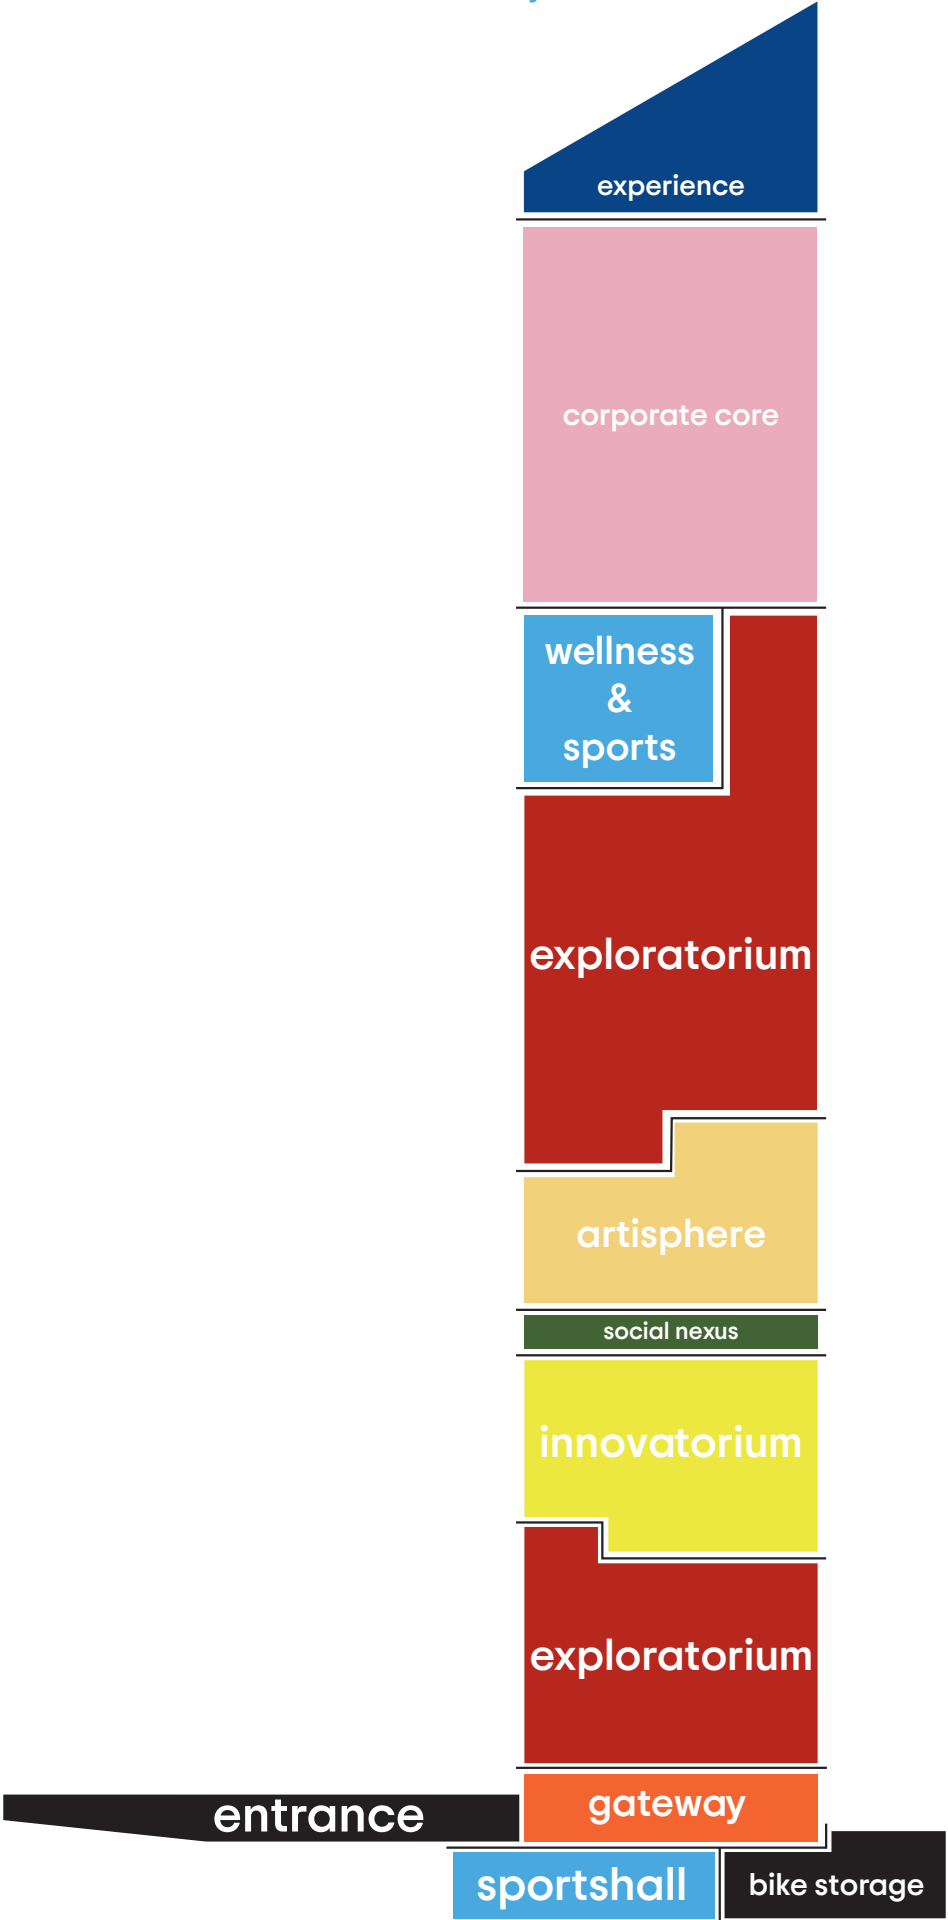 experience
corporate core
wellness
&
sports
exploratorium
artisphere
social nexus
innovatorium
exploratorium
gateway
entrance
sportshall
bike storage